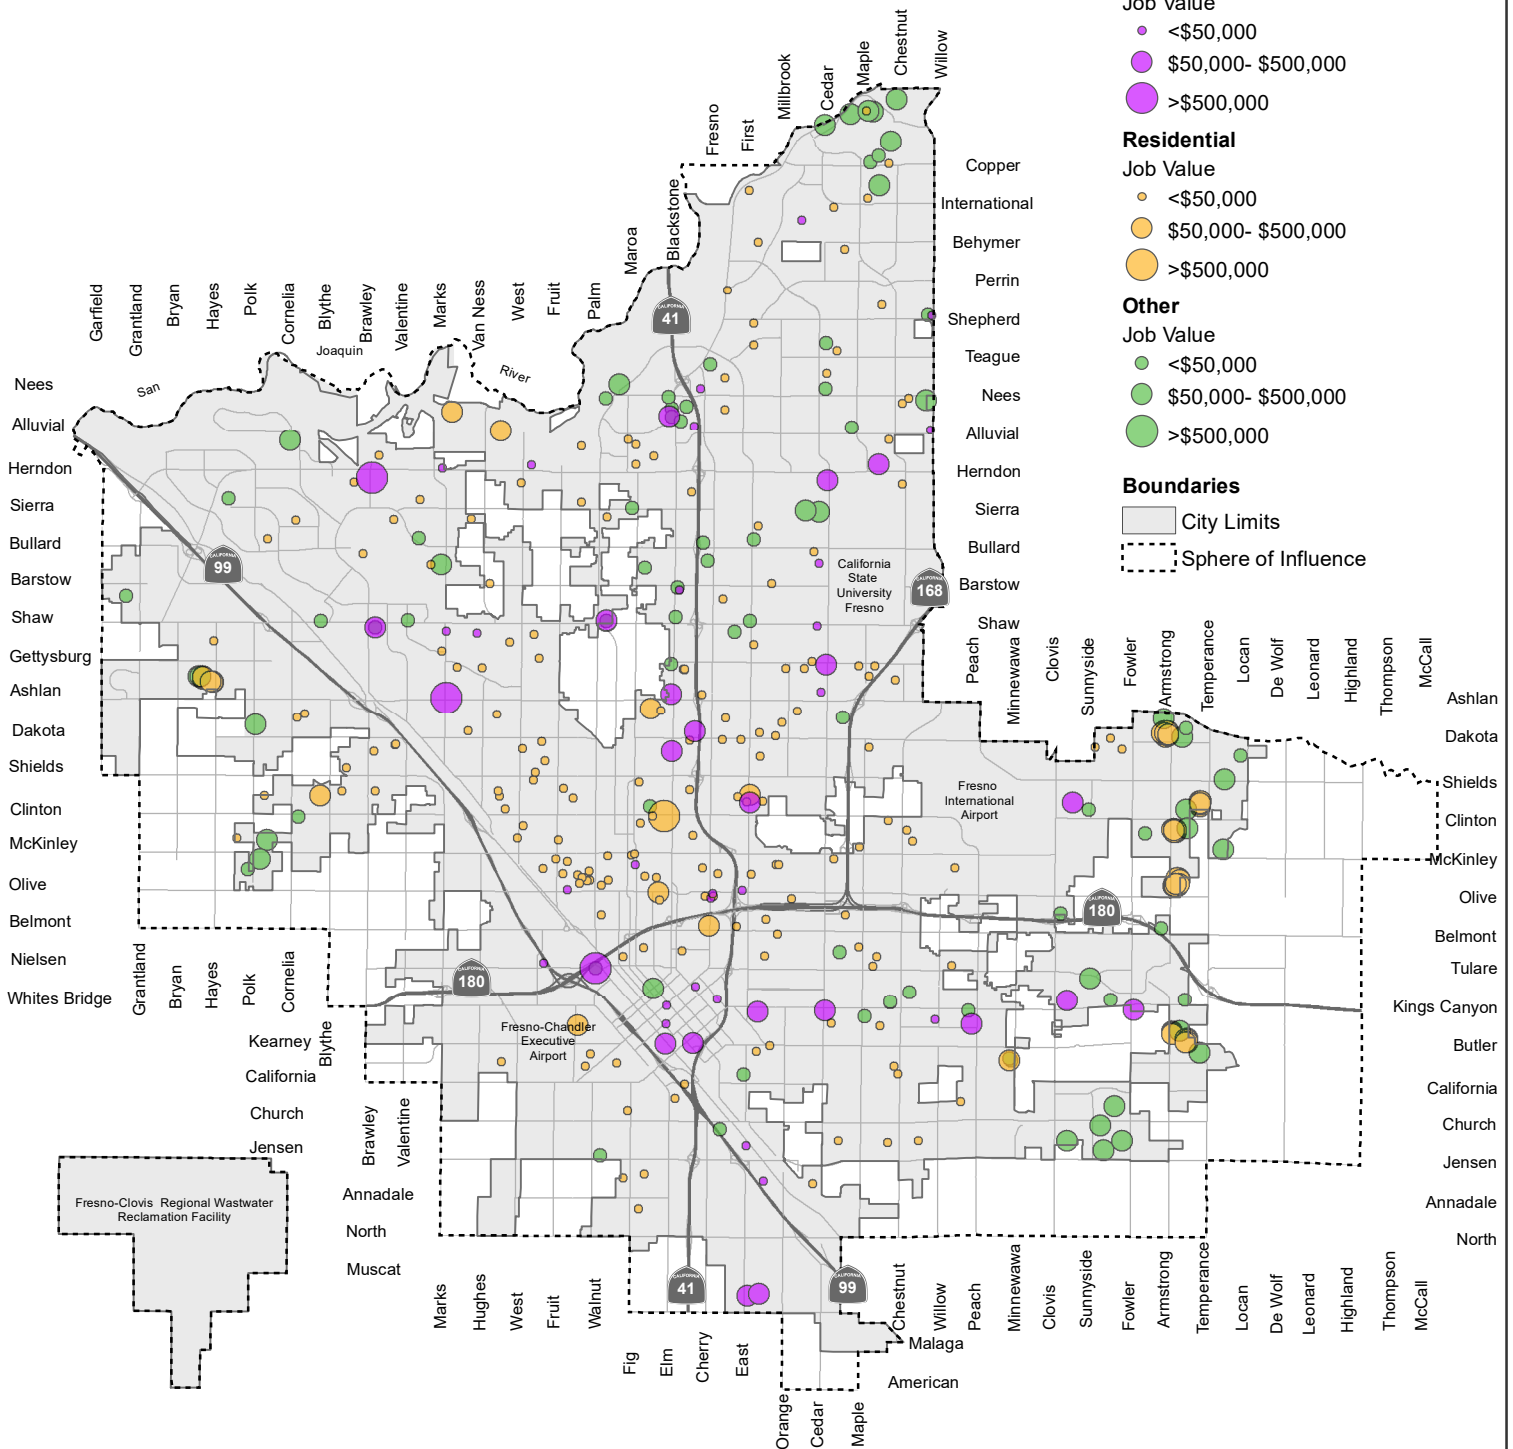 Job Value
<$50,000
$50,000- $500,000
>$500,000
Residential
Job Value
<$50,000
$50,000- $500,000
>$500,000
Other
Job Value
<$50,000
$50,000- $500,000
>$500,000
Boundaries
City Limits
Sphere of Influence
Fresno
First
Millbrook
Cedar
Maple
Chestnut
Willow
Copper
International
Behymer
Perrin
Shepherd
Teague
Nees
Alluvial
Herndon
Sierra
Bullard
Barstow
Shaw
Garfield
Grantland
Bryan
Hayes
Polk
Cornelia
Blythe
Brawley
Valentine
Marks
Van Ness
West
Fruit
Palm
Maroa
Blackstone
San
Joaquin
River
CALIFORNIA
41
Nees
Alluvial
Herndon
Sierra
Bullard
Barstow
Shaw
Gettysburg
Ashlan
Dakota
Shields
Clinton
McKinley
Olive
Belmont
Nielsen
Whites Bridge
CALIFORNIA
99
California
State
University
Fresno
CALIFORNIA
168
Peach
Minnewawa
Clovis
Sunnyside
Fowler
Armstrong
Temperance
Locan
De Wolf
Leonard
Highland
Thompson
McCall
Ashlan
Dakota
Shields
Clinton
McKinley
Olive
Belmont
Tulare
Kings Canyon
Butler
California
Church
Jensen
Annadale
North
Fresno
International
Airport
CALIFORNIA
180
Grantland
Bryan
Hayes
Polk
Cornelia
Blythe
CALIFORNIA
180
Fresno-Chandler
Executive
Airport
Kearney
California
Church
Jensen
Brawley
Valentine
Annadale
North
Muscat
Fresno-Clovis Regional Wastwater
Reclamation Facility
Marks
Hughes
West
Fruit
Walnut
Fig
Elm
Cherry
East
Orange
Cedar
Maple
CALIFORNIA
41
CALIFORNIA
99
Chestnut
Willow
Peach
Minnewawa
Clovis
Sunnyside
Fowler
Armstrong
Temperance
Locan
De Wolf
Leonard
Highland
Thompson
McCall
Malaga
American